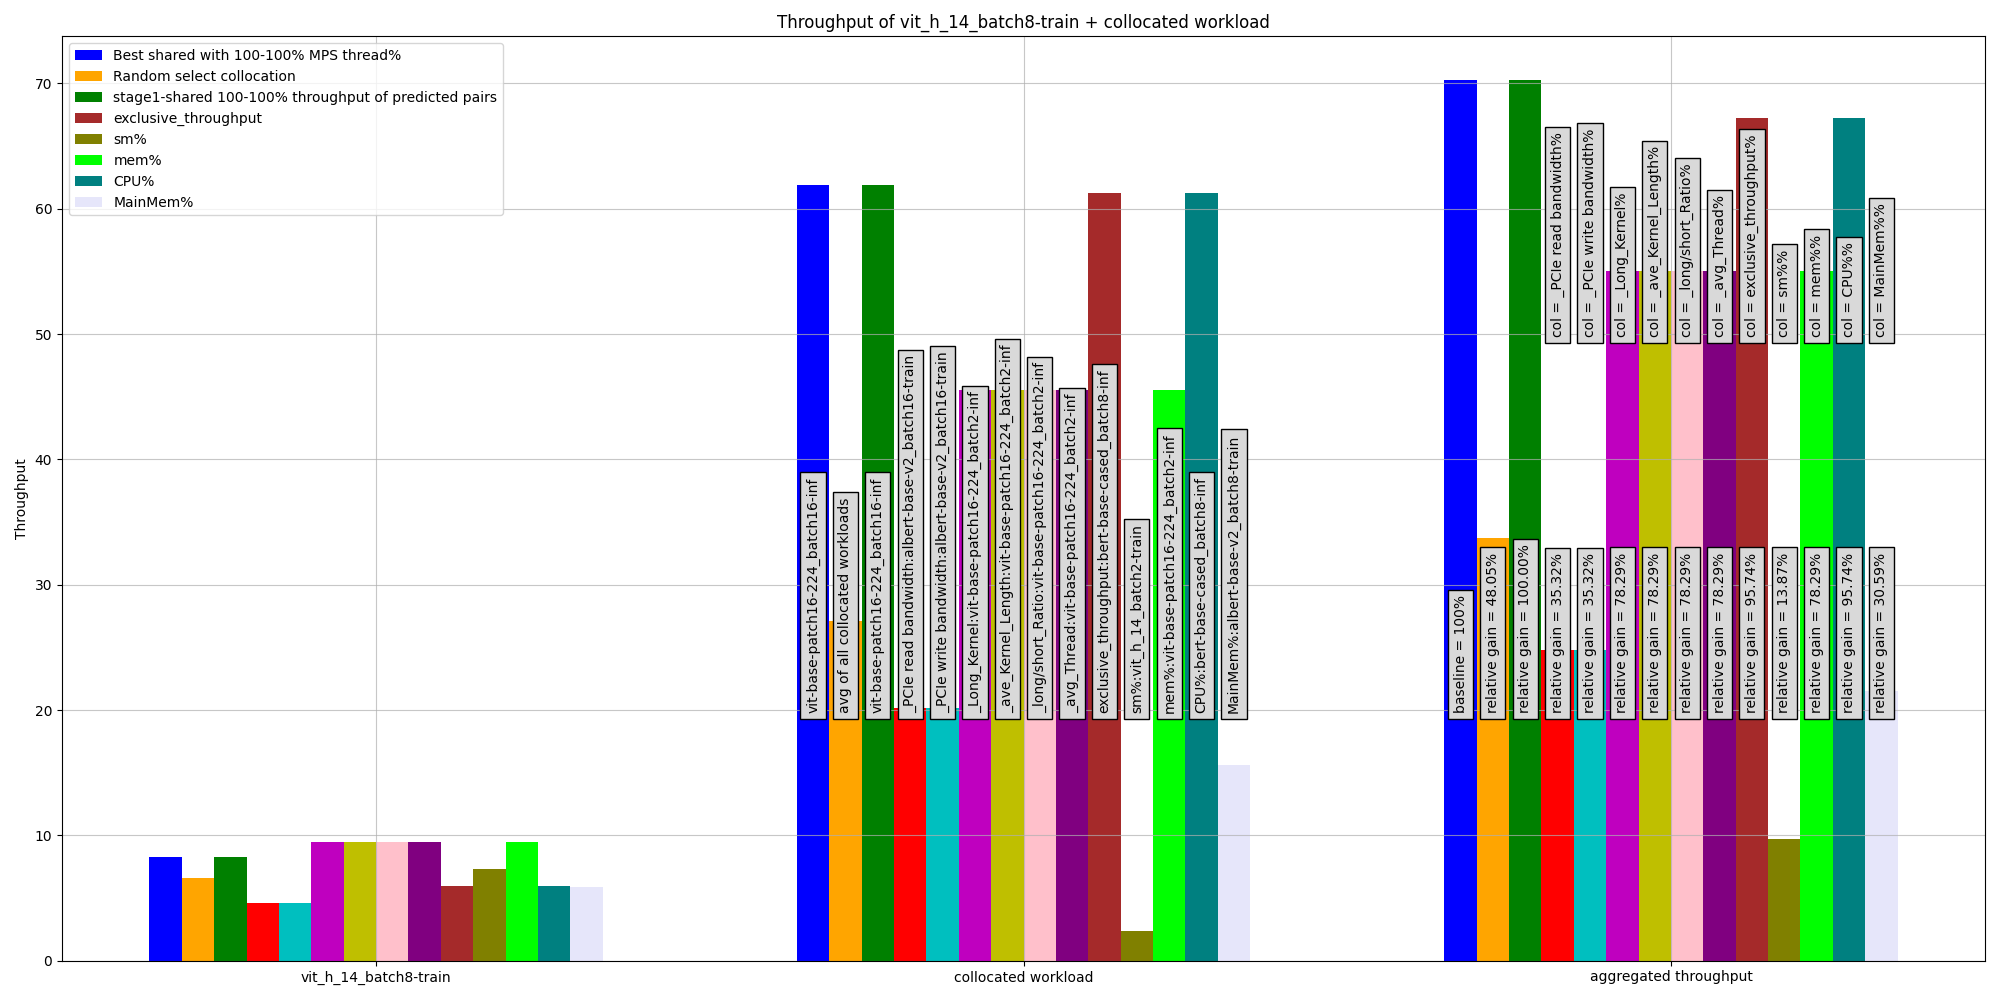 Throughput of vit_h_14_batch8-train + collocated workload
Best shared with 100-100% MPS thread%
Random select collocation
stage1-shared 100-100% throughput of predicted pairs
exclusive_throughput
sm%
mem%
CPU%
MainMem%
Throughput
70
60
50
40
30
20
10
0
vit-base-patch16-224_batch16-inf
avg of all collocated workloads
vit-base-patch16-224_batch16-inf
_PCIe read bandwidth:albert-base-v2_batch16-train
_PCIe write bandwidth:albert-base-v2_batch16-train
_Long_Kernel:vit-base-patch16-224_batch2-inf
_ave_Kernel_Length:vit-base-patch16-224_batch2-inf
_long/short_Ratio:vit-base-patch16-224_batch2-inf
_avg_Thread:vit-base-patch16-224_batch2-inf
exclusive_throughput:bert-base-cased_batch8-inf
sm%:vit_h_14_batch2-train
mem%:vit-base-patch16-224_batch2-inf
CPU%:bert-base-cased_batch8-inf
MainMem%:albert-base-v2_batch8-train
col = _PCIe read bandwidth%
col = _PCIe write bandwidth%
col = _Long_Kernel%
col = _ave_Kernel_Length%
col = _long/short_Ratio%
col = _avg_Thread%
col = exclusive_throughput%
col = sm%%
col = mem%%
col = CPU%%
col = MainMem%%
baseline = 100%
relative gain = 48.05%
relative gain = 100.00%
relative gain = 35.32%
relative gain = 35.32%
relative gain = 78.29%
relative gain = 78.29%
relative gain = 78.29%
relative gain = 78.29%
relative gain = 95.74%
relative gain = 13.87%
relative gain = 78.29%
relative gain = 95.74%
relative gain = 30.59%
vit_h_14_batch8-train
collocated workload
aggregated throughput